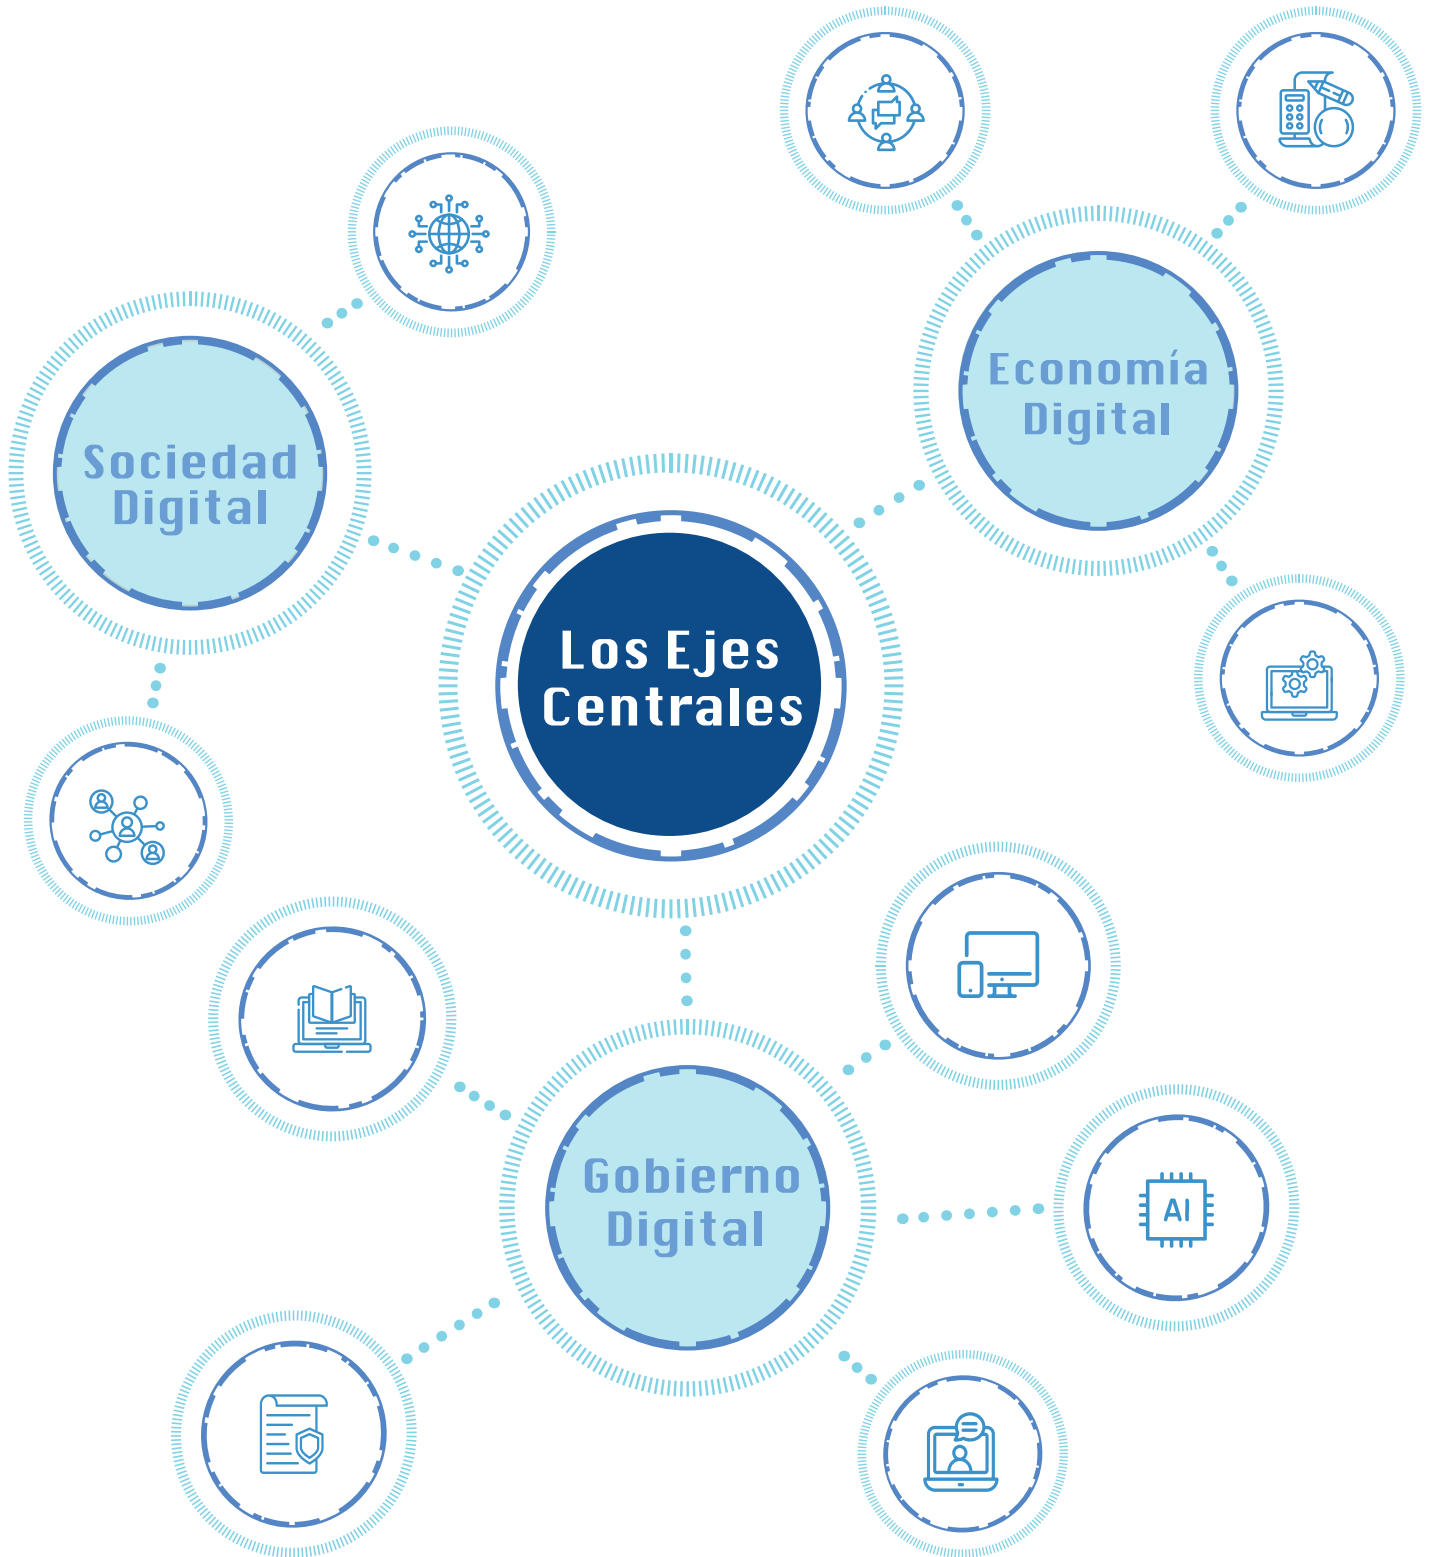 Economía
Digital
Sociedad
Digital
Los Ejes
Centrales
Gobierno
Digital
AI